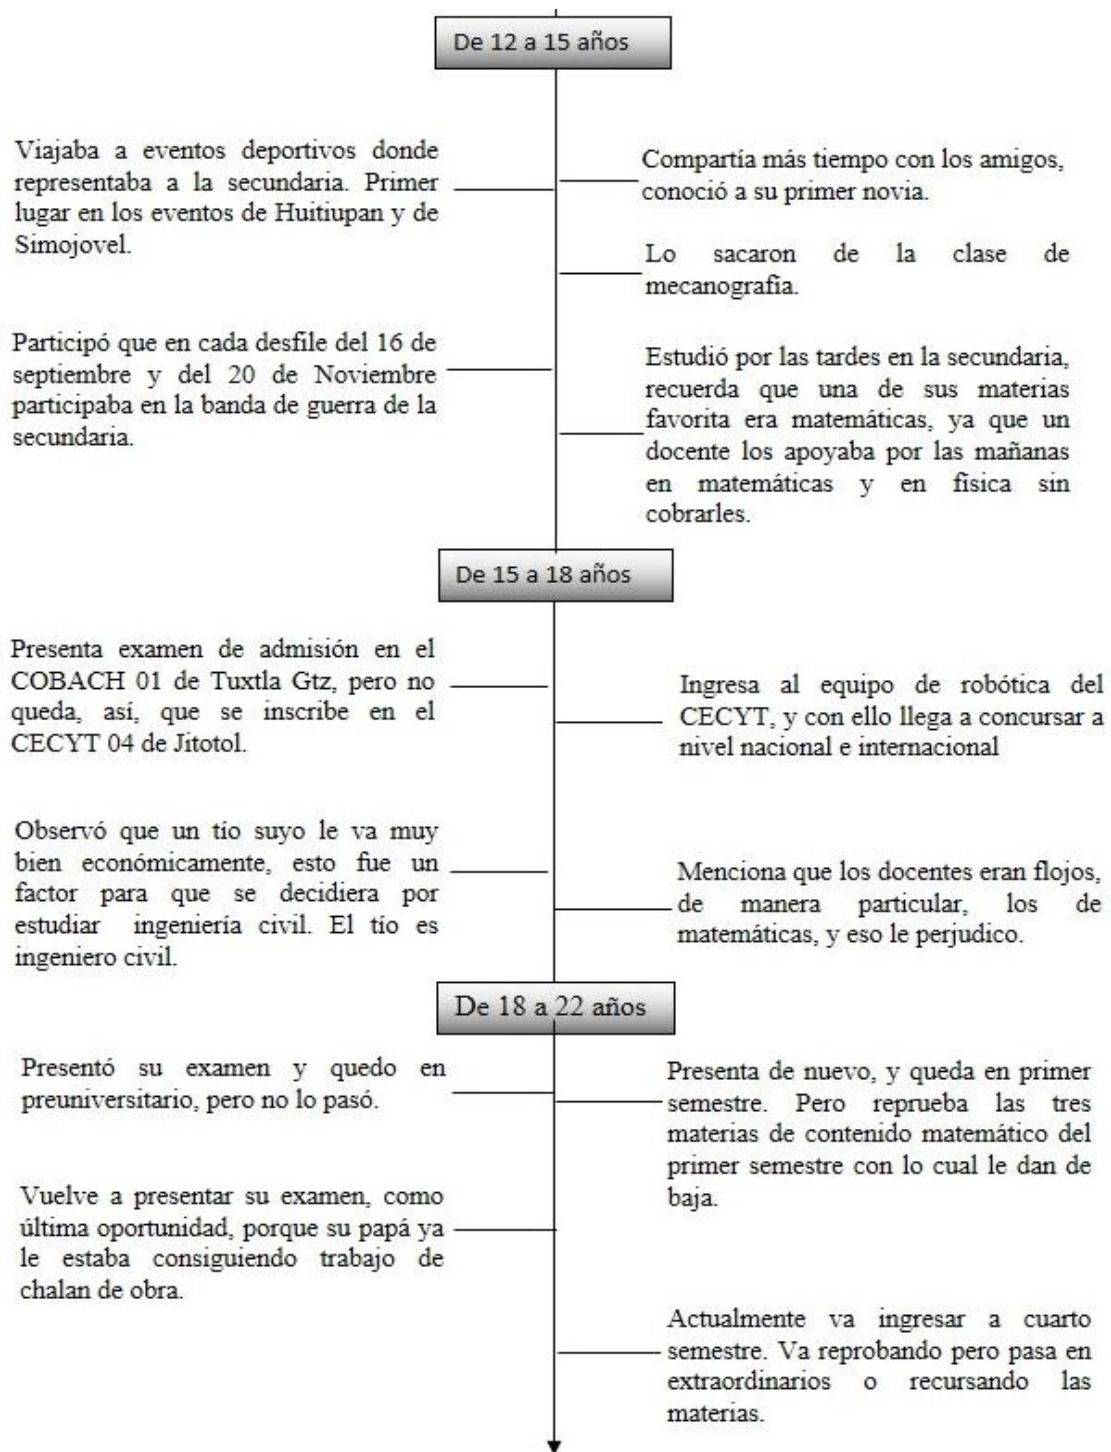 De 12 a 15 años
Viajaba a eventos deportivos donde
representaba a la secundaria. Primer
lugar en los eventos de Huitiupan y de
Simojovel.
Compartía más tiempo con los amigos,
conoció a su primer novia.
Lo sacaron de la clase de
mecanografía.
Participó que en cada desfile del 16 de
septiembre y del 20 de Noviembre
participaba en la banda de guerra de la
secundaria.
Estudió por las tardes en la secundaria,
recuerda que una de sus materias
favorita era matemáticas, ya que un
docente los apoyaba por las mañanas
en matemáticas y en física sin
cobrarles.
De 15 a 18 años
Presenta examen de admisión en el
COBACH 01 de Tuxtla Gtz, pero no
queda, así, que se inscribe en el
CECYT 04 de Jitotol.
Ingresa al equipo de robótica del
CECYT, y con ello llega a concursar a
nivel nacional e internacional
Observó que un tío suyo le va muy
bien económicamente, esto fue un
factor para que se decidiera por
estudiar ingeniería civil. El tío es
ingeniero civil.
Menciona que los docentes eran flojos,
de manera particular, los de
matemáticas, y eso le perjudico.
De 18 a 22 años
Presentó su examen y quedo en
preuniversitario, pero no lo pasó.
Presenta de nuevo, y queda en primer
semestre. Pero reprueba las tres
materias de contenido matemático del
primer semestre con lo cual le dan de
baja.
Vuelve a presentar su examen, como
última oportunidad, porque su papá ya
le estaba consiguiendo trabajo de
chalan de obra.
Actualmente va ingresar a cuarto
semestre. Va reprobando pero pasa en
extraordinarios o recursando las
materias.